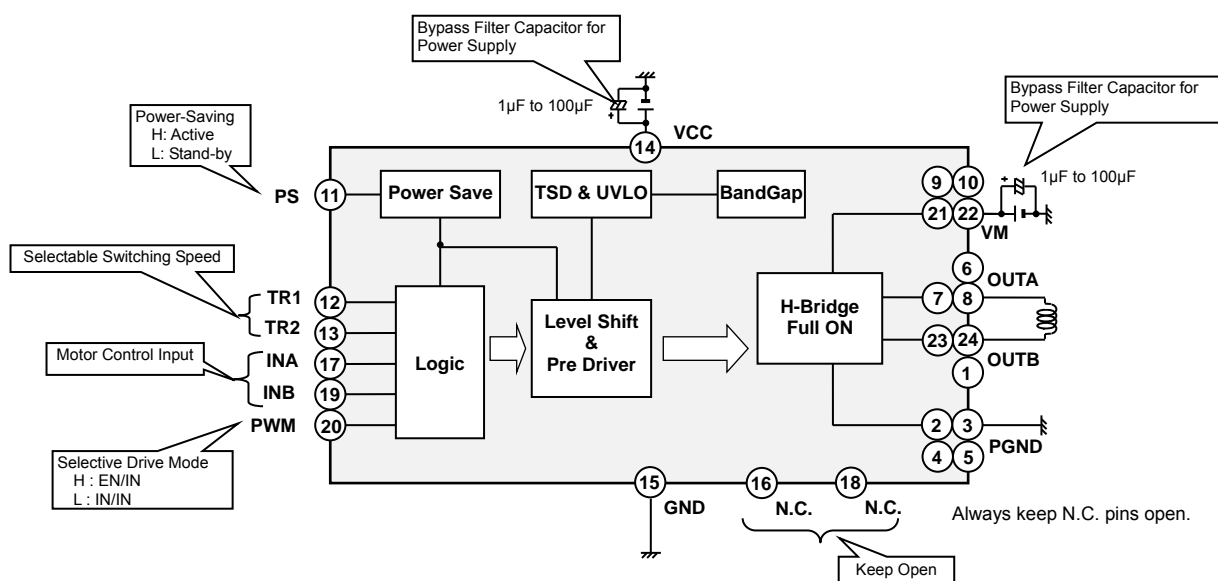 Bypass Filter Capacitor for
Power Supply
Bypass Filter Capacitor for
Power Supply
1µF to 100µF
+
Power-Saving
H: Active
L: Stand-by
VCC
14
PS
11
Power Save
TSD & UVLO
BandGap
9
10
+
1µF to 100µF
21
22
VM
Selectable Switching Speed
6
OUTA
TR1
12
7
8
TR2
13
H-Bridge
Full ON
Level Shift
&
Pre Driver
Logic
Motor Control Input
INA
17
23
24
OUTB
INB
19
1
PWM
20
2
3
PGND
4
5
Selective Drive Mode
H : EN/IN
L : IN/IN
15
GND
16
N.C.
18
N.C.
Always keep N.C. pins open.
Keep Open